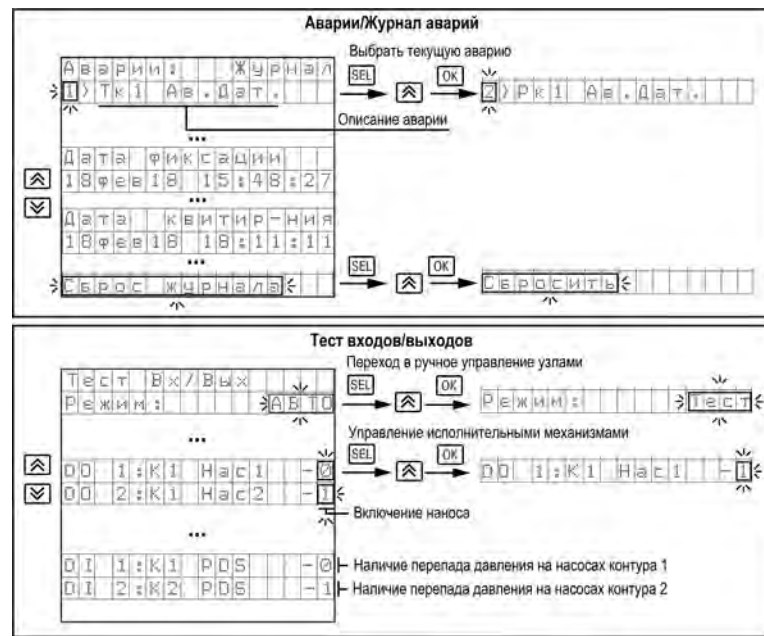 Аварии/Журнал аварий
Выбрать текущую аварию
Аварии: Журнал SEL OK
1)Тк1 Ав.Дат. 2)Рк1 Ав.Дат.
Описание аварии
...
Дата фиксации
18фев18 15:48:27
...
Дата квитир-ния
18фев18 18:11:11
...
SEL OK
Сброс журнала Сбросить
Тест входов/выходов
Переход в ручное управление узлами
Тест Вх/Вых SEL OK
Режим: АВТО Режим: Тест
... Управление исполнительными механизмами
SEL OK
DO 1:К1 Нас1 -0 DO 1:К1 Нас1 -1
DO 2:К1 Нас2 -1
Включение наноса
...
DI 1:К1 PDS -0 Наличие перепада давления на насосах контура 1
DI 2:К2 PDS -1 Наличие перепада давления на насосах контура 2